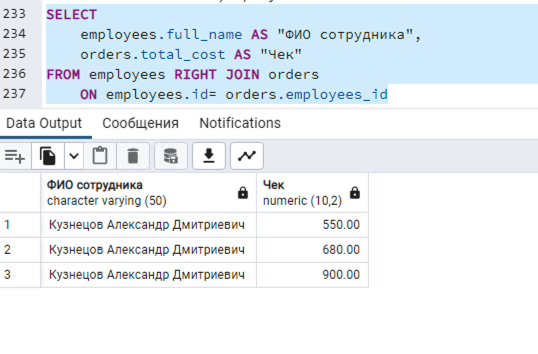 233 SELECT
234 employees.full_name AS "ФИО сотрудника",
235 orders.total_cost AS "Чек"
236 FROM employees RIGHT JOIN orders
237 ON employees.id= orders.employees_id
Data Output Сообщения Notifications
ФИО сотрудника Чек
character varying (50) numeric (10,2)
1 Кузнецов Александр Дмитриевич 550.00
2 Кузнецов Александр Дмитриевич 680.00
3 Кузнецов Александр Дмитриевич 900.00